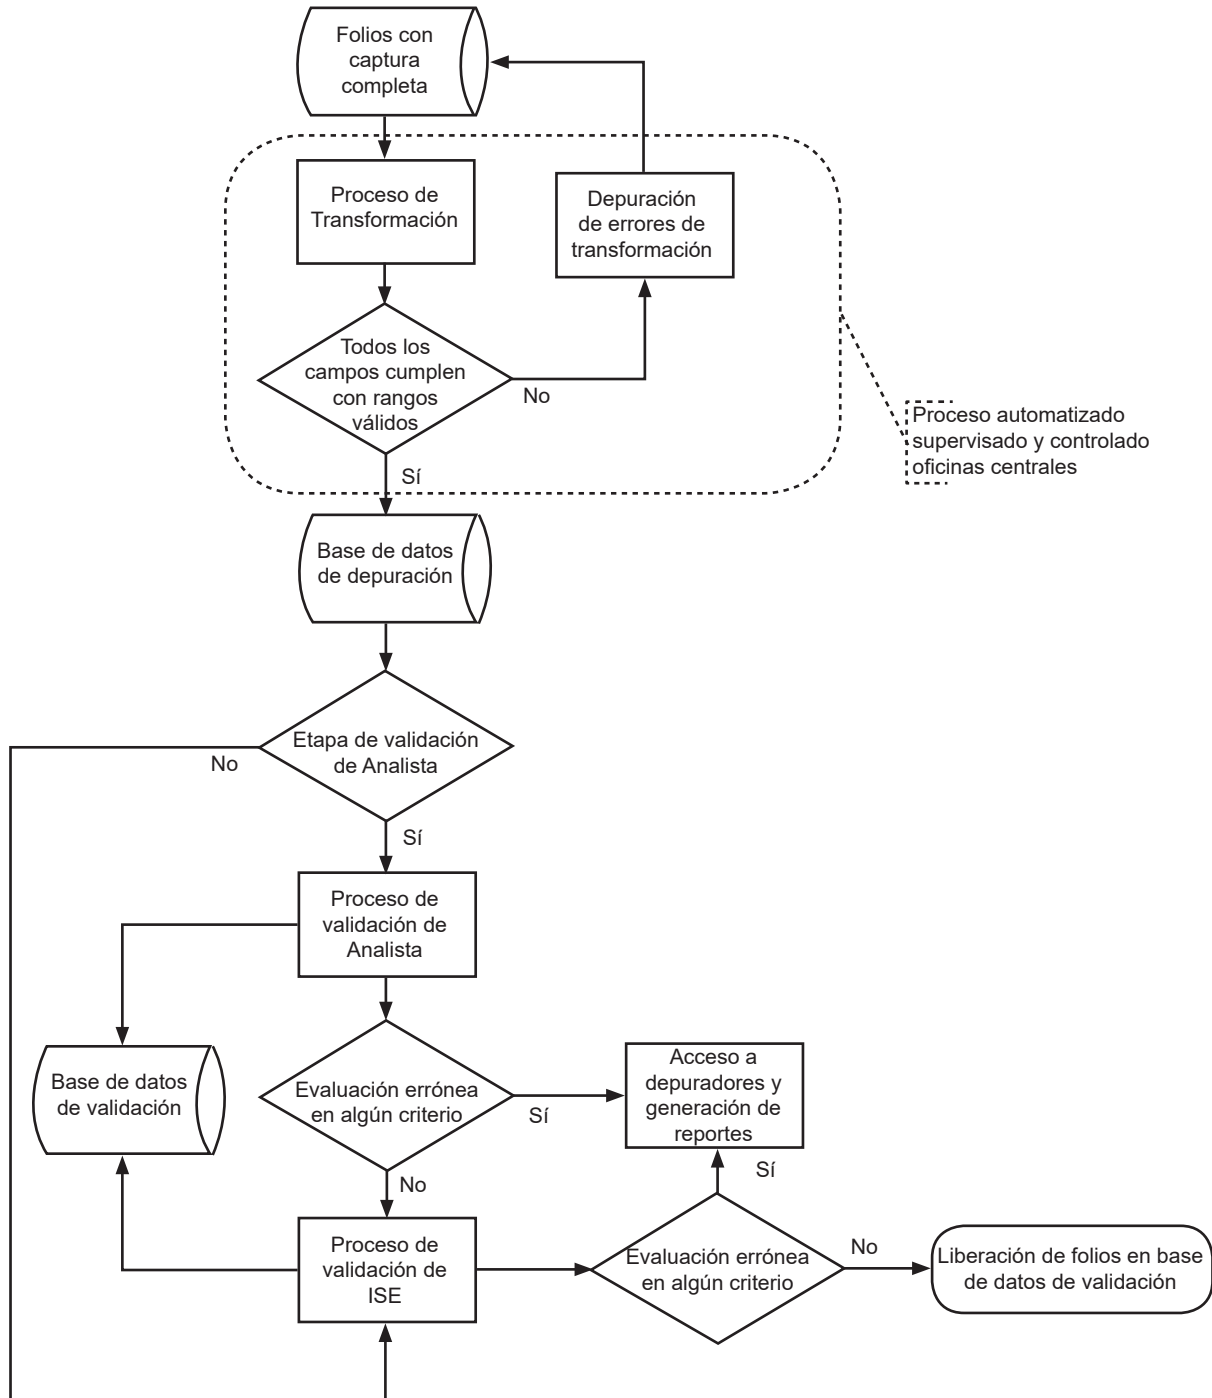 Folios con
captura
completa
Proceso de
Transformación
Depuración
de errores de
transformación
Todos los
campos cumplen
con rangos
válidos
No
Sí
Proceso automatizado
supervisado y controlado
oficinas centrales
Base de datos
de depuración
Etapa de validación
de Analista
No
Sí
Proceso de
validación de
Analista
Base de datos
de validación
Evaluación errónea
en algún criterio
Sí
No
Acceso a
depuradores y
generación de
reportes
Sí
Proceso de
validación de
ISE
Evaluación errónea
en algún criterio
No
Liberación de folios en base
de datos de validación